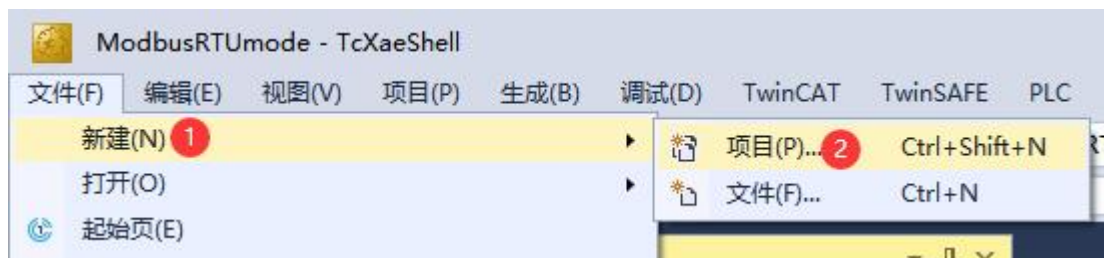 ModbusRTUmode - TcXaeShell
文件(F) 编辑(E) 视图(V) 项目(P) 生成(B) 调试(D) TwinCAT TwinSAFE PLC
新建(N) 1
项目(P)... 2 Ctrl+Shift+N
打开(O)
文件(F)... Ctrl+N
起始页(E)